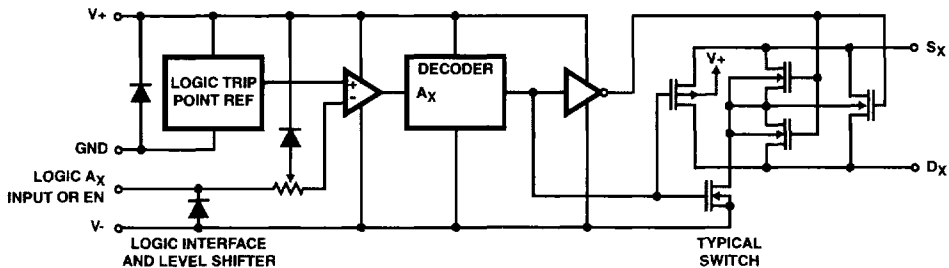 V+
LOGIC TRIP
POINT REF
+
-
DECODER
AX
V+
SX
GND
LOGIC AX
INPUT OR EN
DX
V-
LOGIC INTERFACE
AND LEVEL SHIFTER
TYPICAL
SWITCH